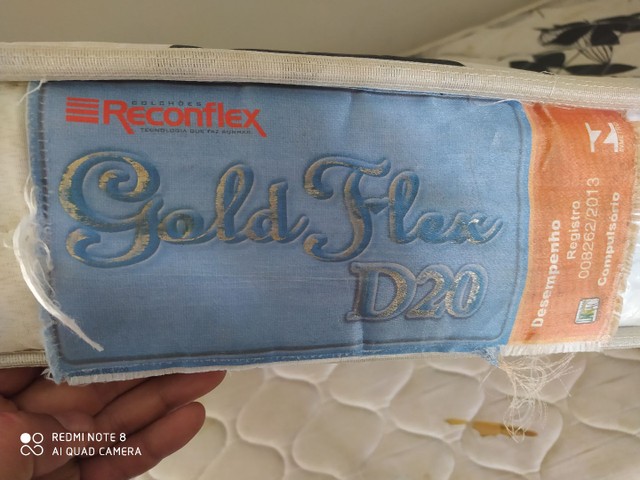 COLCHÕES
RECONFLEX
TECNOLOGIA QUE FAZ SONHAR
Gold Flex
D20
Desempenho
Registro
008262/2013
Compulsório
REDMI NOTE 8
AI QUAD CAMERA